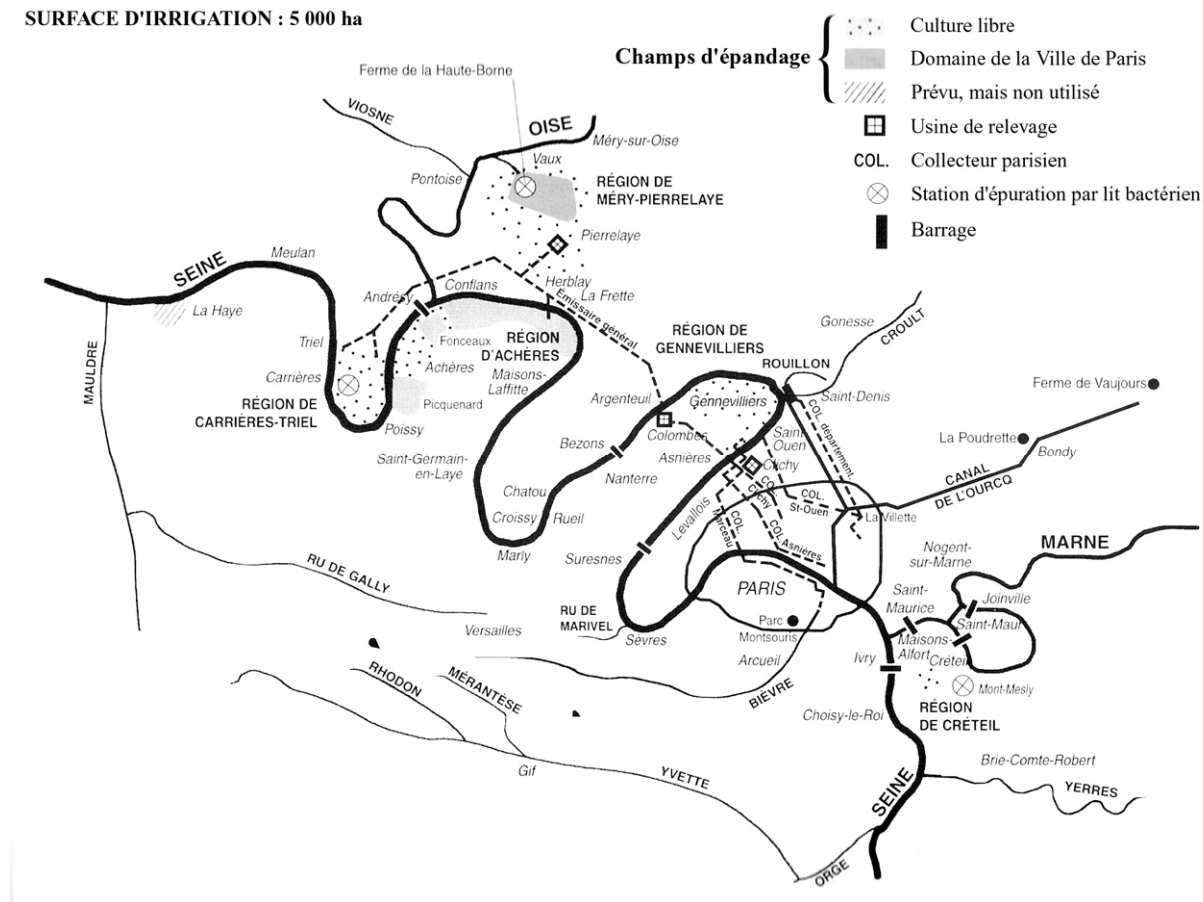 SURFACE D'IRRIGATION : 5 000 ha
Champs d'épandage
Culture libre
Domaine de la Ville de Paris
Prévu, mais non utilisé
Usine de relevage
COL. Collecteur parisien
Station d'épuration par lit bactérien
Barrage
Ferme de la Haute-Borne
VIOSNE
OISE
Méry-sur-Oise
Vaux
Pontoise
RÉGION DE
MÉRY-PIERRELAYE
Pierrelaye
Meulan
SEINE
La Haye
Andrésy
Conflans
Herblay
La Frette
Émissaire général
MAULDRE
Triel
Fonceaux
RÉGION
D'ACHÈRES
Achères
Carrières
RÉGION DE
CARRIÈRES-TRIEL
Picquenard
Poissy
Maisons-
Laffitte
Saint-Germain-
en-Laye
RÉGION DE
GENNEVILLIERS
Gonesse
CROULT
ROUILLON
Saint-Denis
Argenteuil
Gennevilliers
COL. département.
Ferme de Vaujours
La Poudrette
Bondy
CANAL
DE L'OURCQ
Bezons
Colombes
Asnières
Saint
Ouen
Clichy
Nanterre
COL.
Clichy
COL.
St-Ouen
La Villette
Chatou
Croissy
Rueil
Marly
Levallois
COL.
Marceau
COL.
Asnières
Suresnes
PARIS
Parc
Montsouris
Nogent-
sur-Marne
MARNE
Saint-
Maurice
Joinville
Saint-Maur
Maisons-
Alfort
Créteil
Mont-Mesly
RÉGION
DE CRÉTEIL
RU DE GALLY
RU DE
MARIVEL
Sèvres
Versailles
Arcueil
BIÈVRE
Ivry
Choisy-le-Roi
RHODON
MÉRANTÈSE
Gif
YVETTE
SEINE
Brie-Comte-Robert
YERRES
ORGE